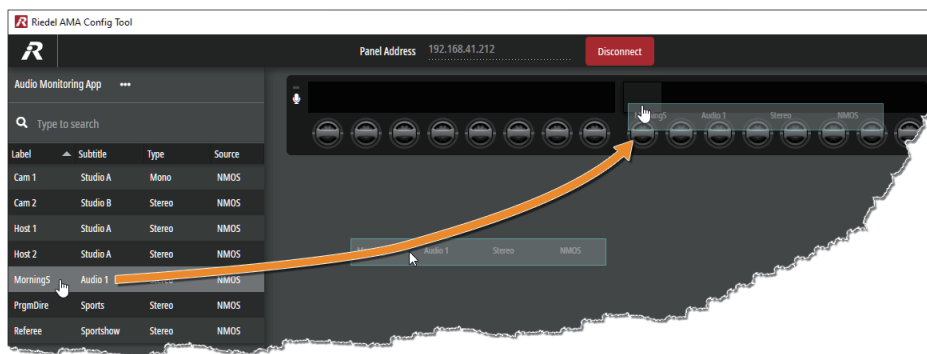 Riedel AMA Config Tool
Panel Address 192.168.41.212 Disconnect
Audio Monitoring App •••
Type to search
Label Subtitle Type Source
Cam 1 Studio A Mono NMOS
Cam 2 Studio B Stereo NMOS
Host 1 Studio A Stereo NMOS
Host 2 Studio A Stereo NMOS
MorningS Audio 1 NMOS
PrgmDire Sports Stereo NMOS
Referee Sportshow Stereo NMOS
MorningS Audio 1 Stereo NMOS
Audio 1 Stereo NMOS